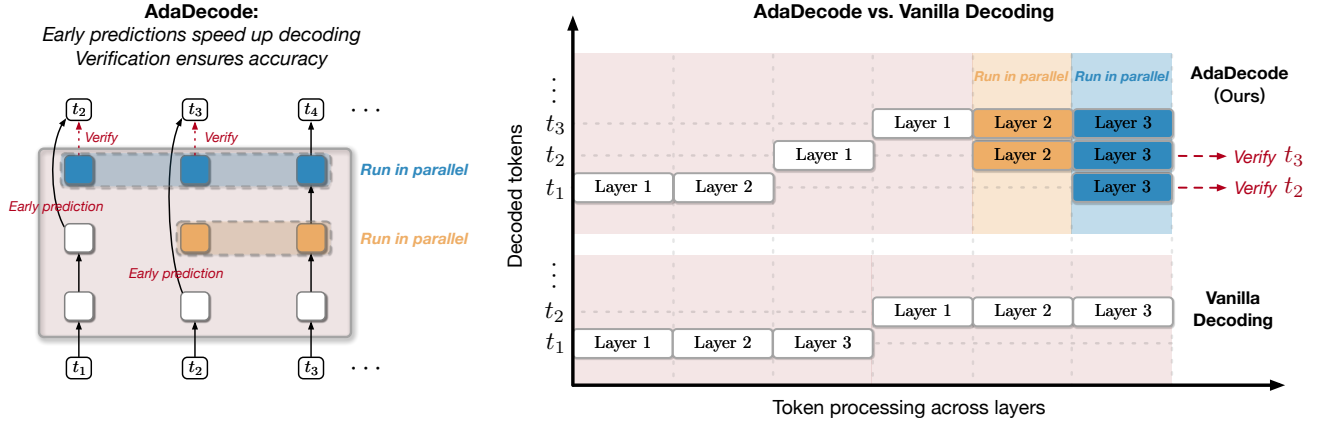 AdaDecode:
Early predictions speed up decoding
Verification ensures accuracy
t2 t3 t4 ···
Verify Verify
Run in parallel
Early prediction
Run in parallel
Early prediction
t1 t2 t3 ···
AdaDecode vs. Vanilla Decoding
Decoded tokens
Run in parallel Run in parallel
AdaDecode
(Ours)
⋮
t3 Layer 1 Layer 2 Layer 3
t2 Layer 1 Layer 2 Layer 3 Verify t3
t1 Layer 1 Layer 2 Layer 3 Verify t2
⋮
t2 Layer 1 Layer 2 Layer 3
Vanilla
Decoding
t1 Layer 1 Layer 2 Layer 3
Token processing across layers